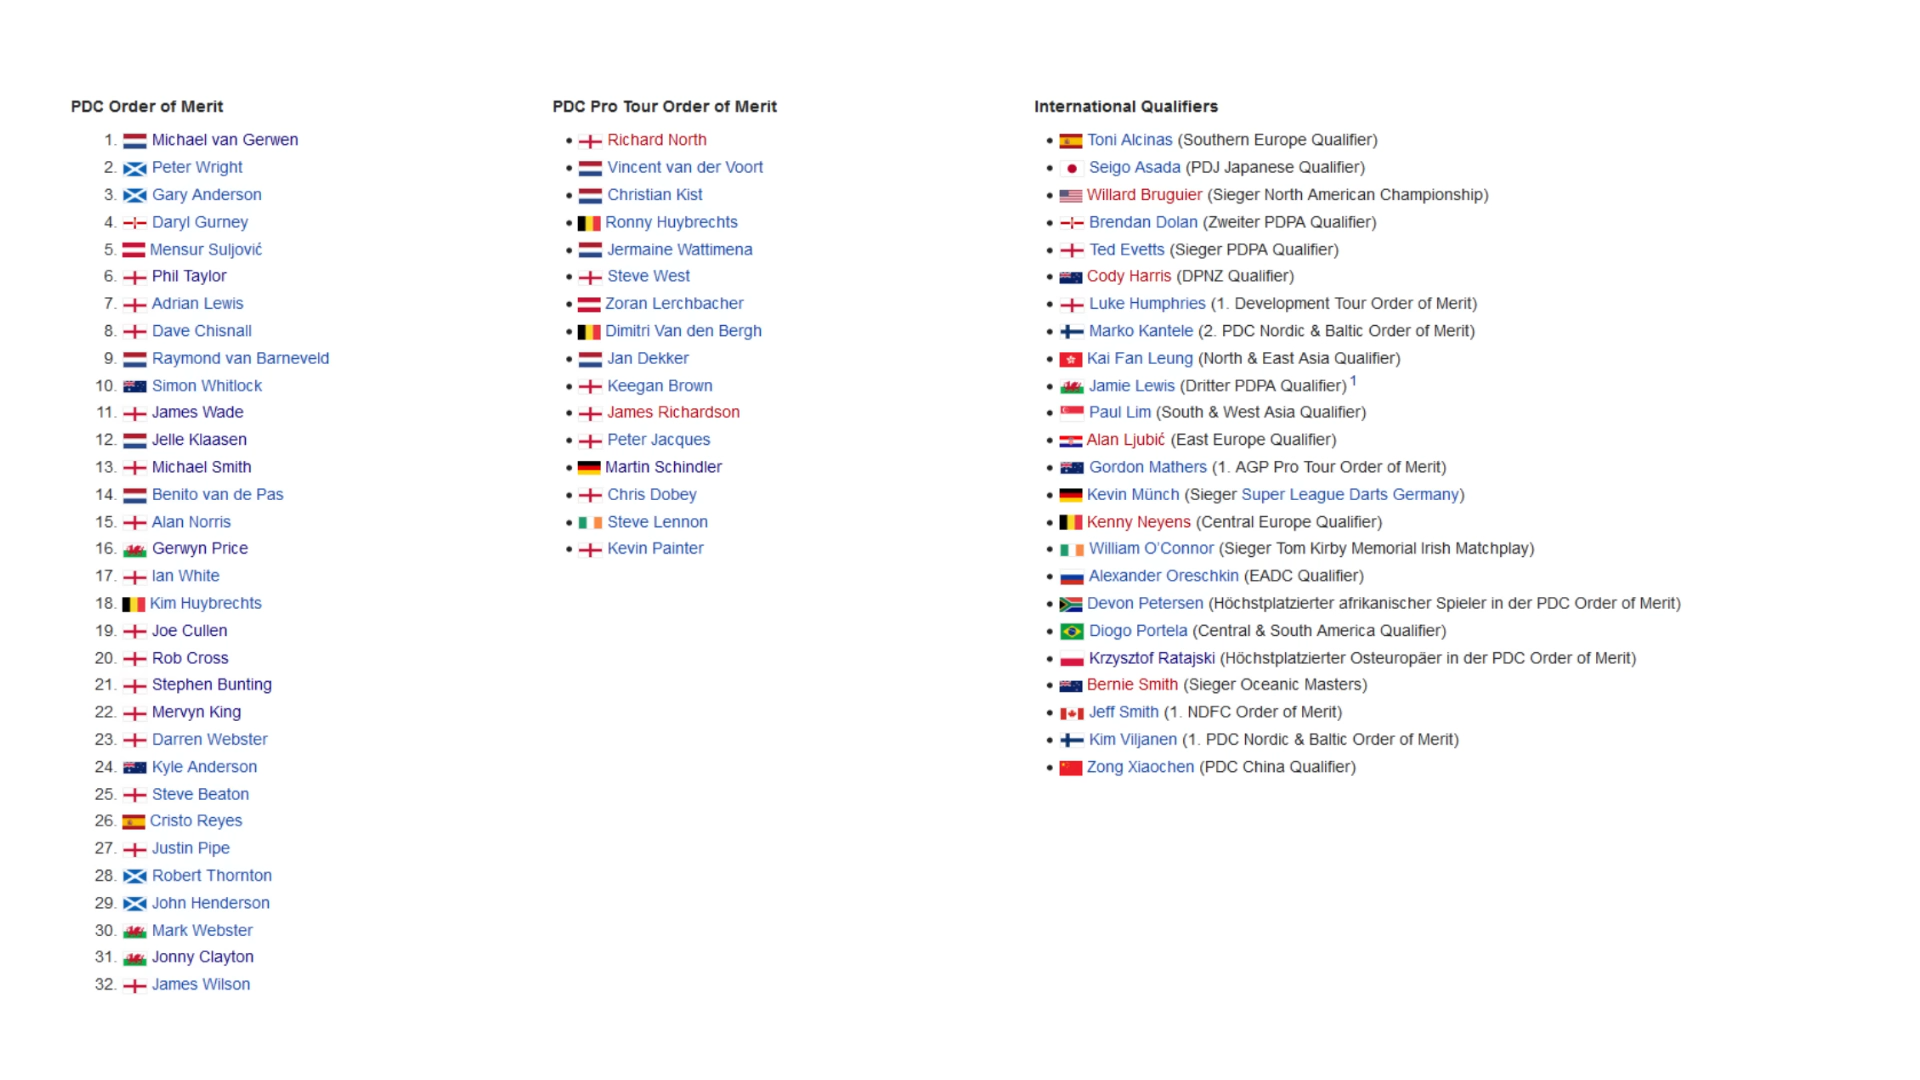 PDC Order of Merit
1. Michael van Gerwen
2. Peter Wright
3. Gary Anderson
4. Daryl Gurney
5. Mensur Suljović
6. Phil Taylor
7. Adrian Lewis
8. Dave Chisnall
9. Raymond van Barneveld
10. Simon Whitlock
11. James Wade
12. Jelle Klaasen
13. Michael Smith
14. Benito van de Pas
15. Alan Norris
16. Gerwyn Price
17. Ian White
18. Kim Huybrechts
19. Joe Cullen
20. Rob Cross
21. Stephen Bunting
22. Mervyn King
23. Darren Webster
24. Kyle Anderson
25. Steve Beaton
26. Cristo Reyes
27. Justin Pipe
28. Robert Thornton
29. John Henderson
30. Mark Webster
31. Jonny Clayton
32. James Wilson
PDC Pro Tour Order of Merit
Richard North
Vincent van der Voort
Christian Kist
Ronny Huybrechts
Jermaine Wattimena
Steve West
Zoran Lerchbacher
Dimitri Van den Bergh
Jan Dekker
Keegan Brown
James Richardson
Peter Jacques
Martin Schindler
Chris Dobey
Steve Lennon
Kevin Painter
International Qualifiers
Toni Alcinas (Southern Europe Qualifier)
Seigo Asada (PDJ Japanese Qualifier)
Willard Bruguier (Sieger North American Championship)
Brendan Dolan (Zweiter PDPA Qualifier)
Ted Evetts (Sieger PDPA Qualifier)
Cody Harris (DPNZ Qualifier)
Luke Humphries (1. Development Tour Order of Merit)
Marko Kantele (2. PDC Nordic & Baltic Order of Merit)
Kai Fan Leung (North & East Asia Qualifier)
Jamie Lewis (Dritter PDPA Qualifier) 1
Paul Lim (South & West Asia Qualifier)
Alan Ljubić (East Europe Qualifier)
Gordon Mathers (1. AGP Pro Tour Order of Merit)
Kevin Münch (Sieger Super League Darts Germany)
Kenny Neyens (Central Europe Qualifier)
William O'Connor (Sieger Tom Kirby Memorial Irish Matchplay)
Alexander Oreschkin (EADC Qualifier)
Devon Petersen (Höchstplatzierter afrikanischer Spieler in der PDC Order of Merit)
Diogo Portela (Central & South America Qualifier)
Krzysztof Ratajski (Höchstplatzierter Osteuropäer in der PDC Order of Merit)
Bernie Smith (Sieger Oceanic Masters)
Jeff Smith (1. NDFC Order of Merit)
Kim Viljanen (1. PDC Nordic & Baltic Order of Merit)
Zong Xiaochen (PDC China Qualifier)